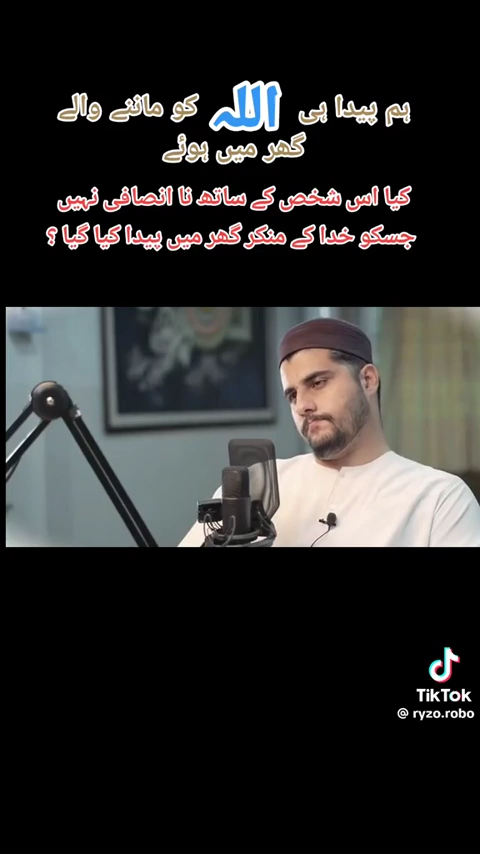 ہم پیدا ہی اللہ کو ماننے والے
گھر میں ہوئے
کیا اس شخص کے ساتھ نا انصافی نہیں
جسکو خدا کے منکر گھر میں پیدا کیا گیا ؟
TikTok
@ ryzo.robo